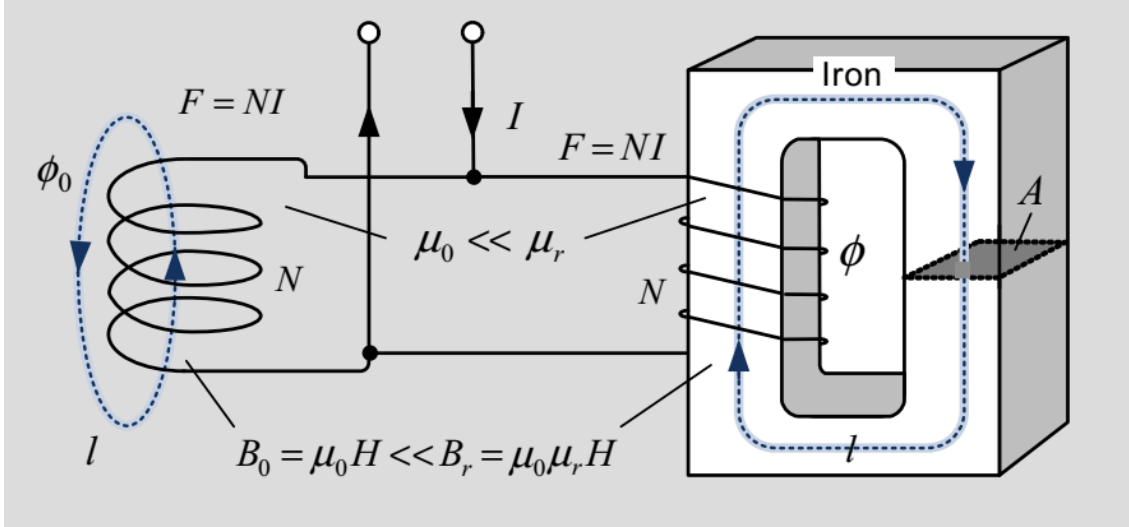 Iron
F = NI
I
F = NI
ϕ₀
A
μ₀ << μᵣ
ϕ
N
N
l
B₀ = μ₀H << Bᵣ = μ₀μᵣH
l